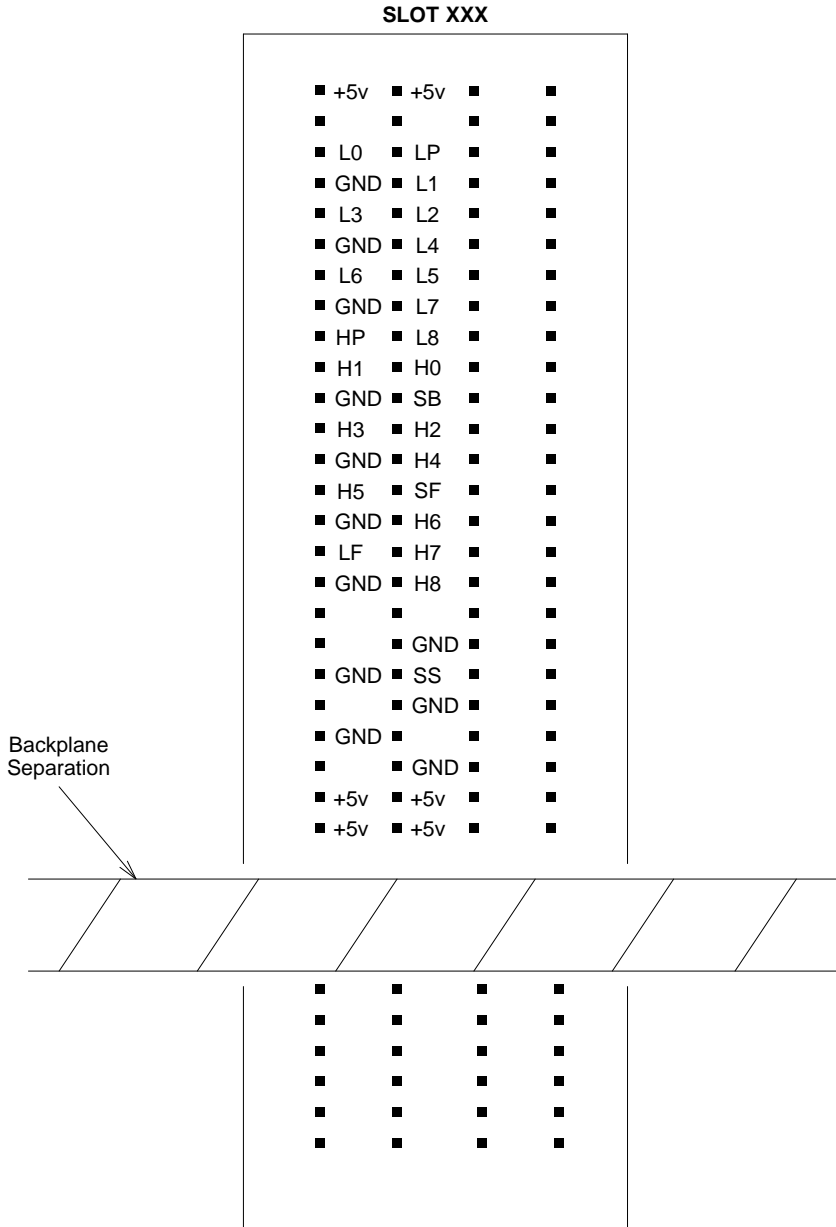 SLOT XXX
+5v +5v
L0 LP
GND L1
L3 L2
GND L4
L6 L5
GND L7
HP L8
H1 H0
GND SB
H3 H2
GND H4
H5 SF
GND H6
LF H7
GND H8
GND
GND SS
GND
GND
GND
+5v +5v
+5v +5v
Backplane
Separation